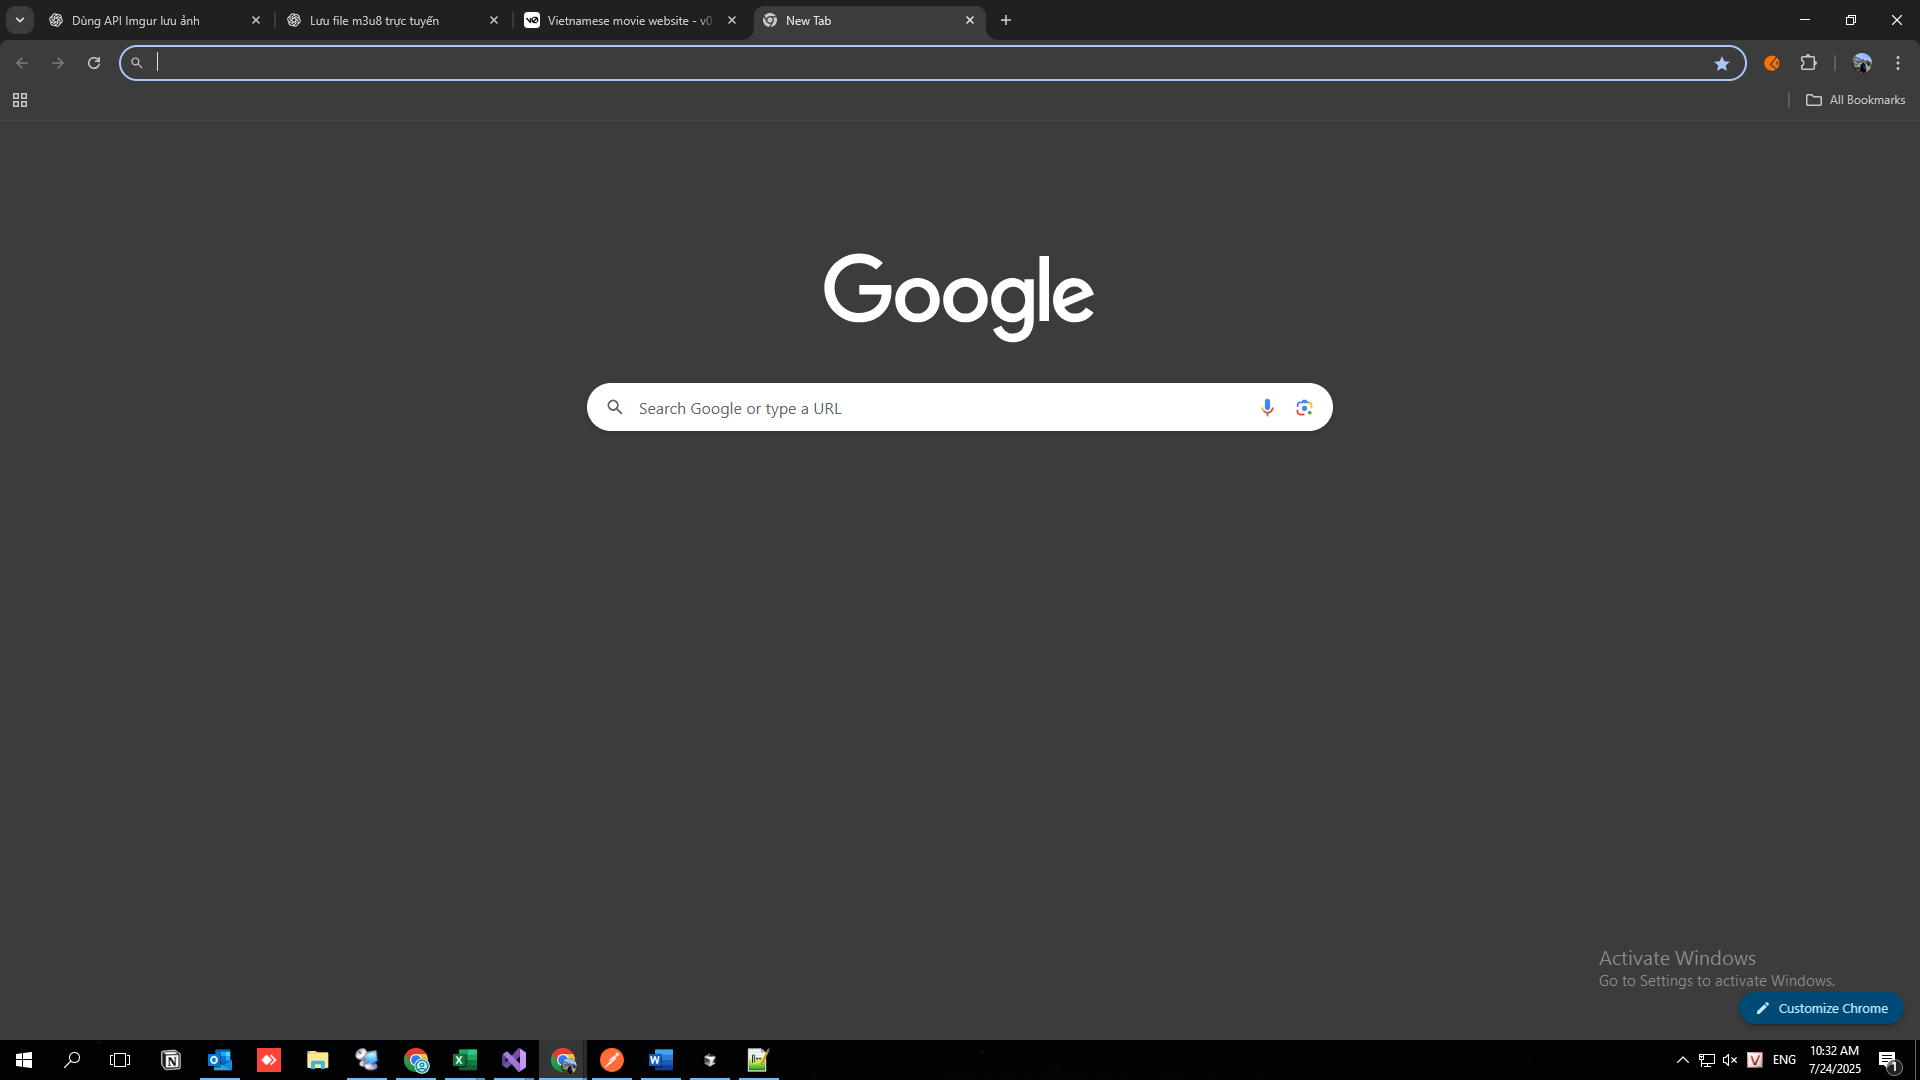 Dùng API Imgur lưu ảnh
Lưu file m3u8 trực tuyến
Vietnamese movie website - v0
New Tab
All Bookmarks
Google
Search Google or type a URL
Activate Windows
Go to Settings to activate Windows.
Customize Chrome
ENG
10:32 AM
7/24/2025
1